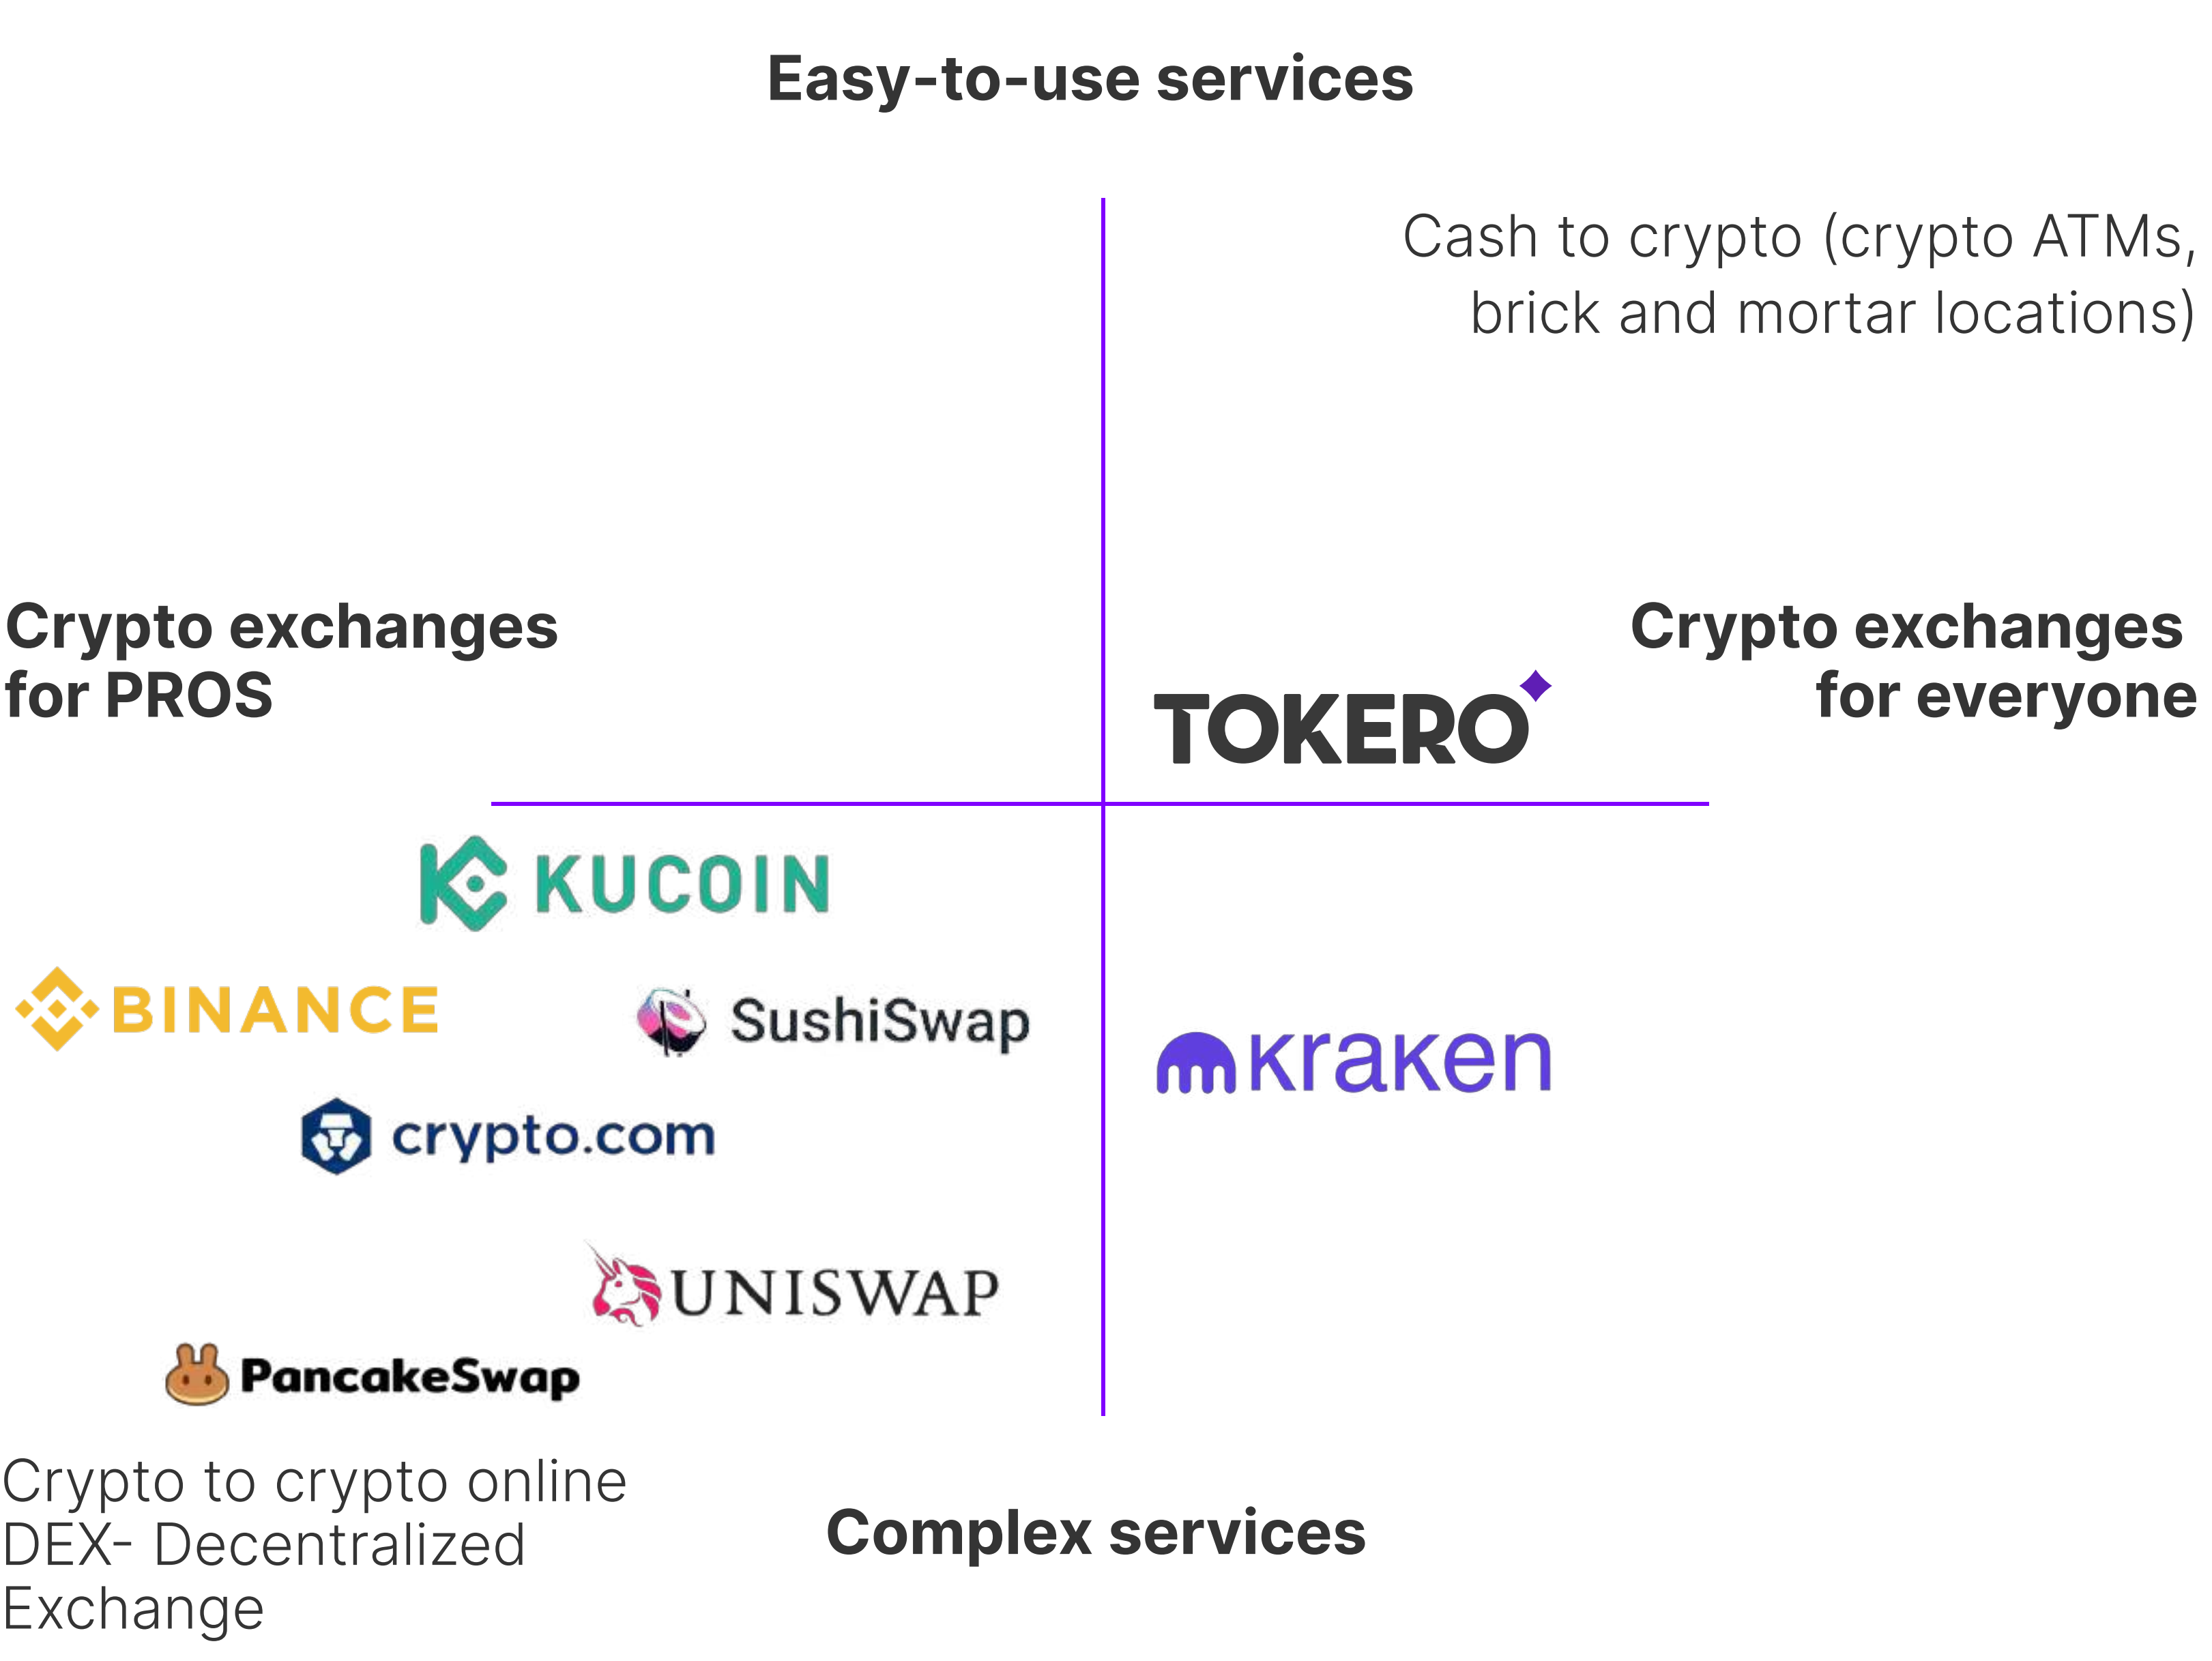 Easy-to-use services
Cash to crypto (crypto ATMs,
brick and mortar locations)
Crypto exchanges
for PROS
Crypto exchanges
for everyone
TOKERO
KUCOIN
BINANCE
SushiSwap
kraken
crypto.com
UNISWAP
PancakeSwap
Crypto to crypto online
DEX- Decentralized
Exchange
Complex services